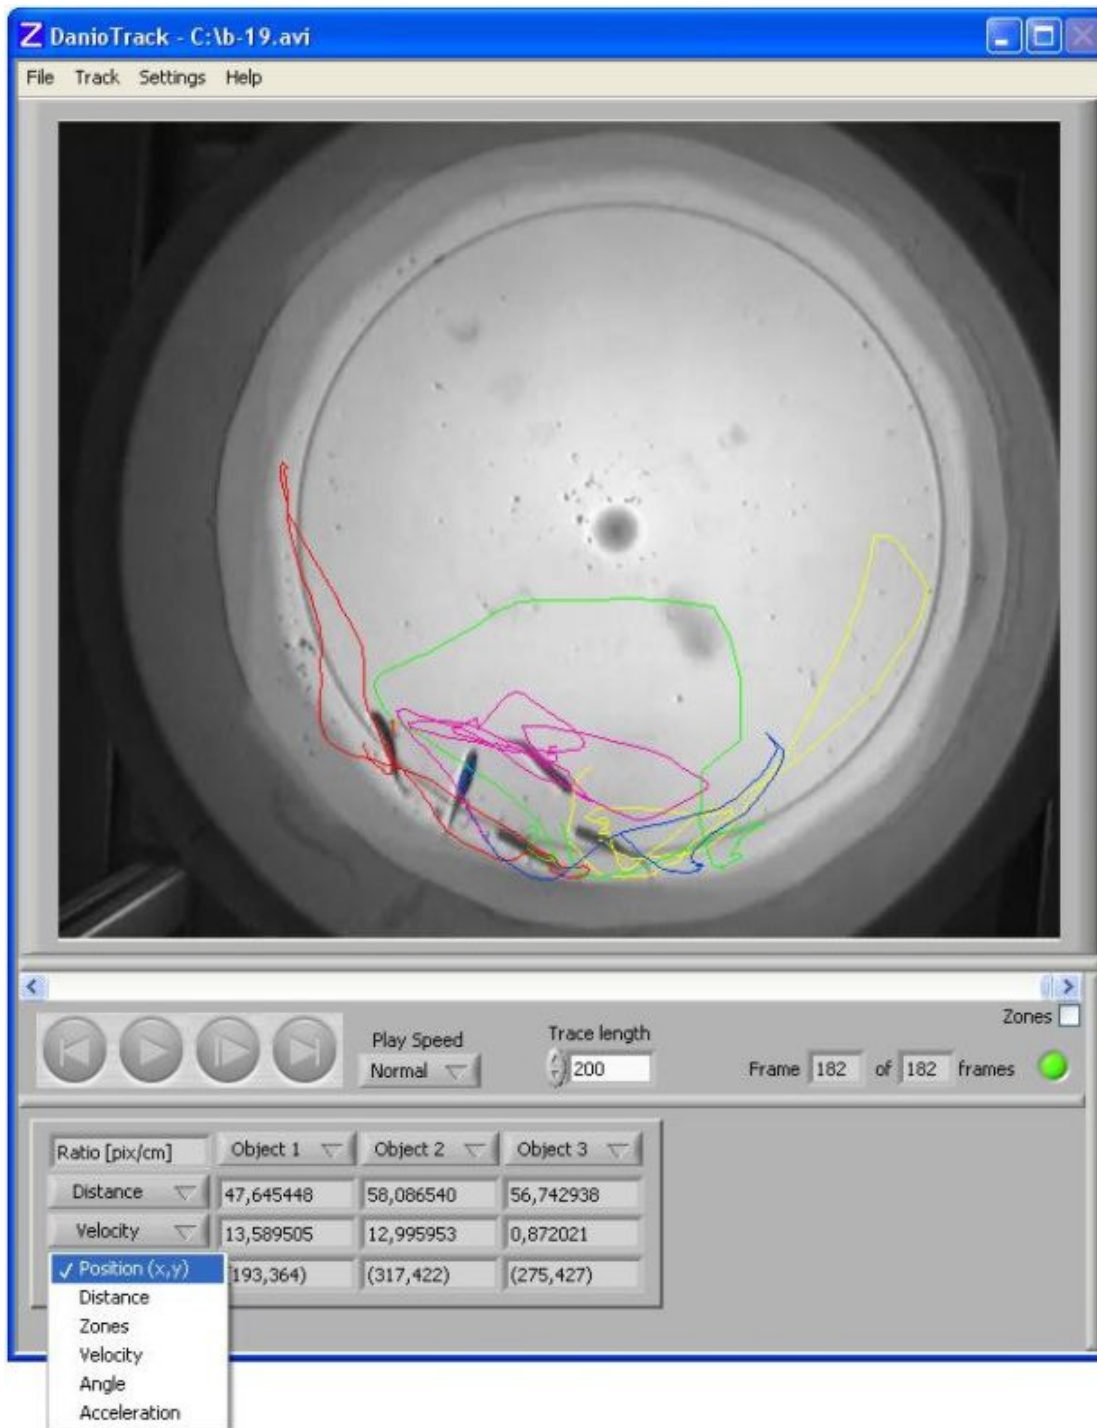 Z DanioTrack - C:\b-19.avi
File Track Settings Help
Zones
Play Speed
Trace length
Normal
200
Frame 182 of 182 frames
Ratio [pix/cm] Object 1 Object 2 Object 3
Distance 47,645448 58,086540 56,742938
Velocity 13,589505 12,995953 0,872021
✓ Position (x,y) (193,364) (317,422) (275,427)
Distance
Zones
Velocity
Angle
Acceleration